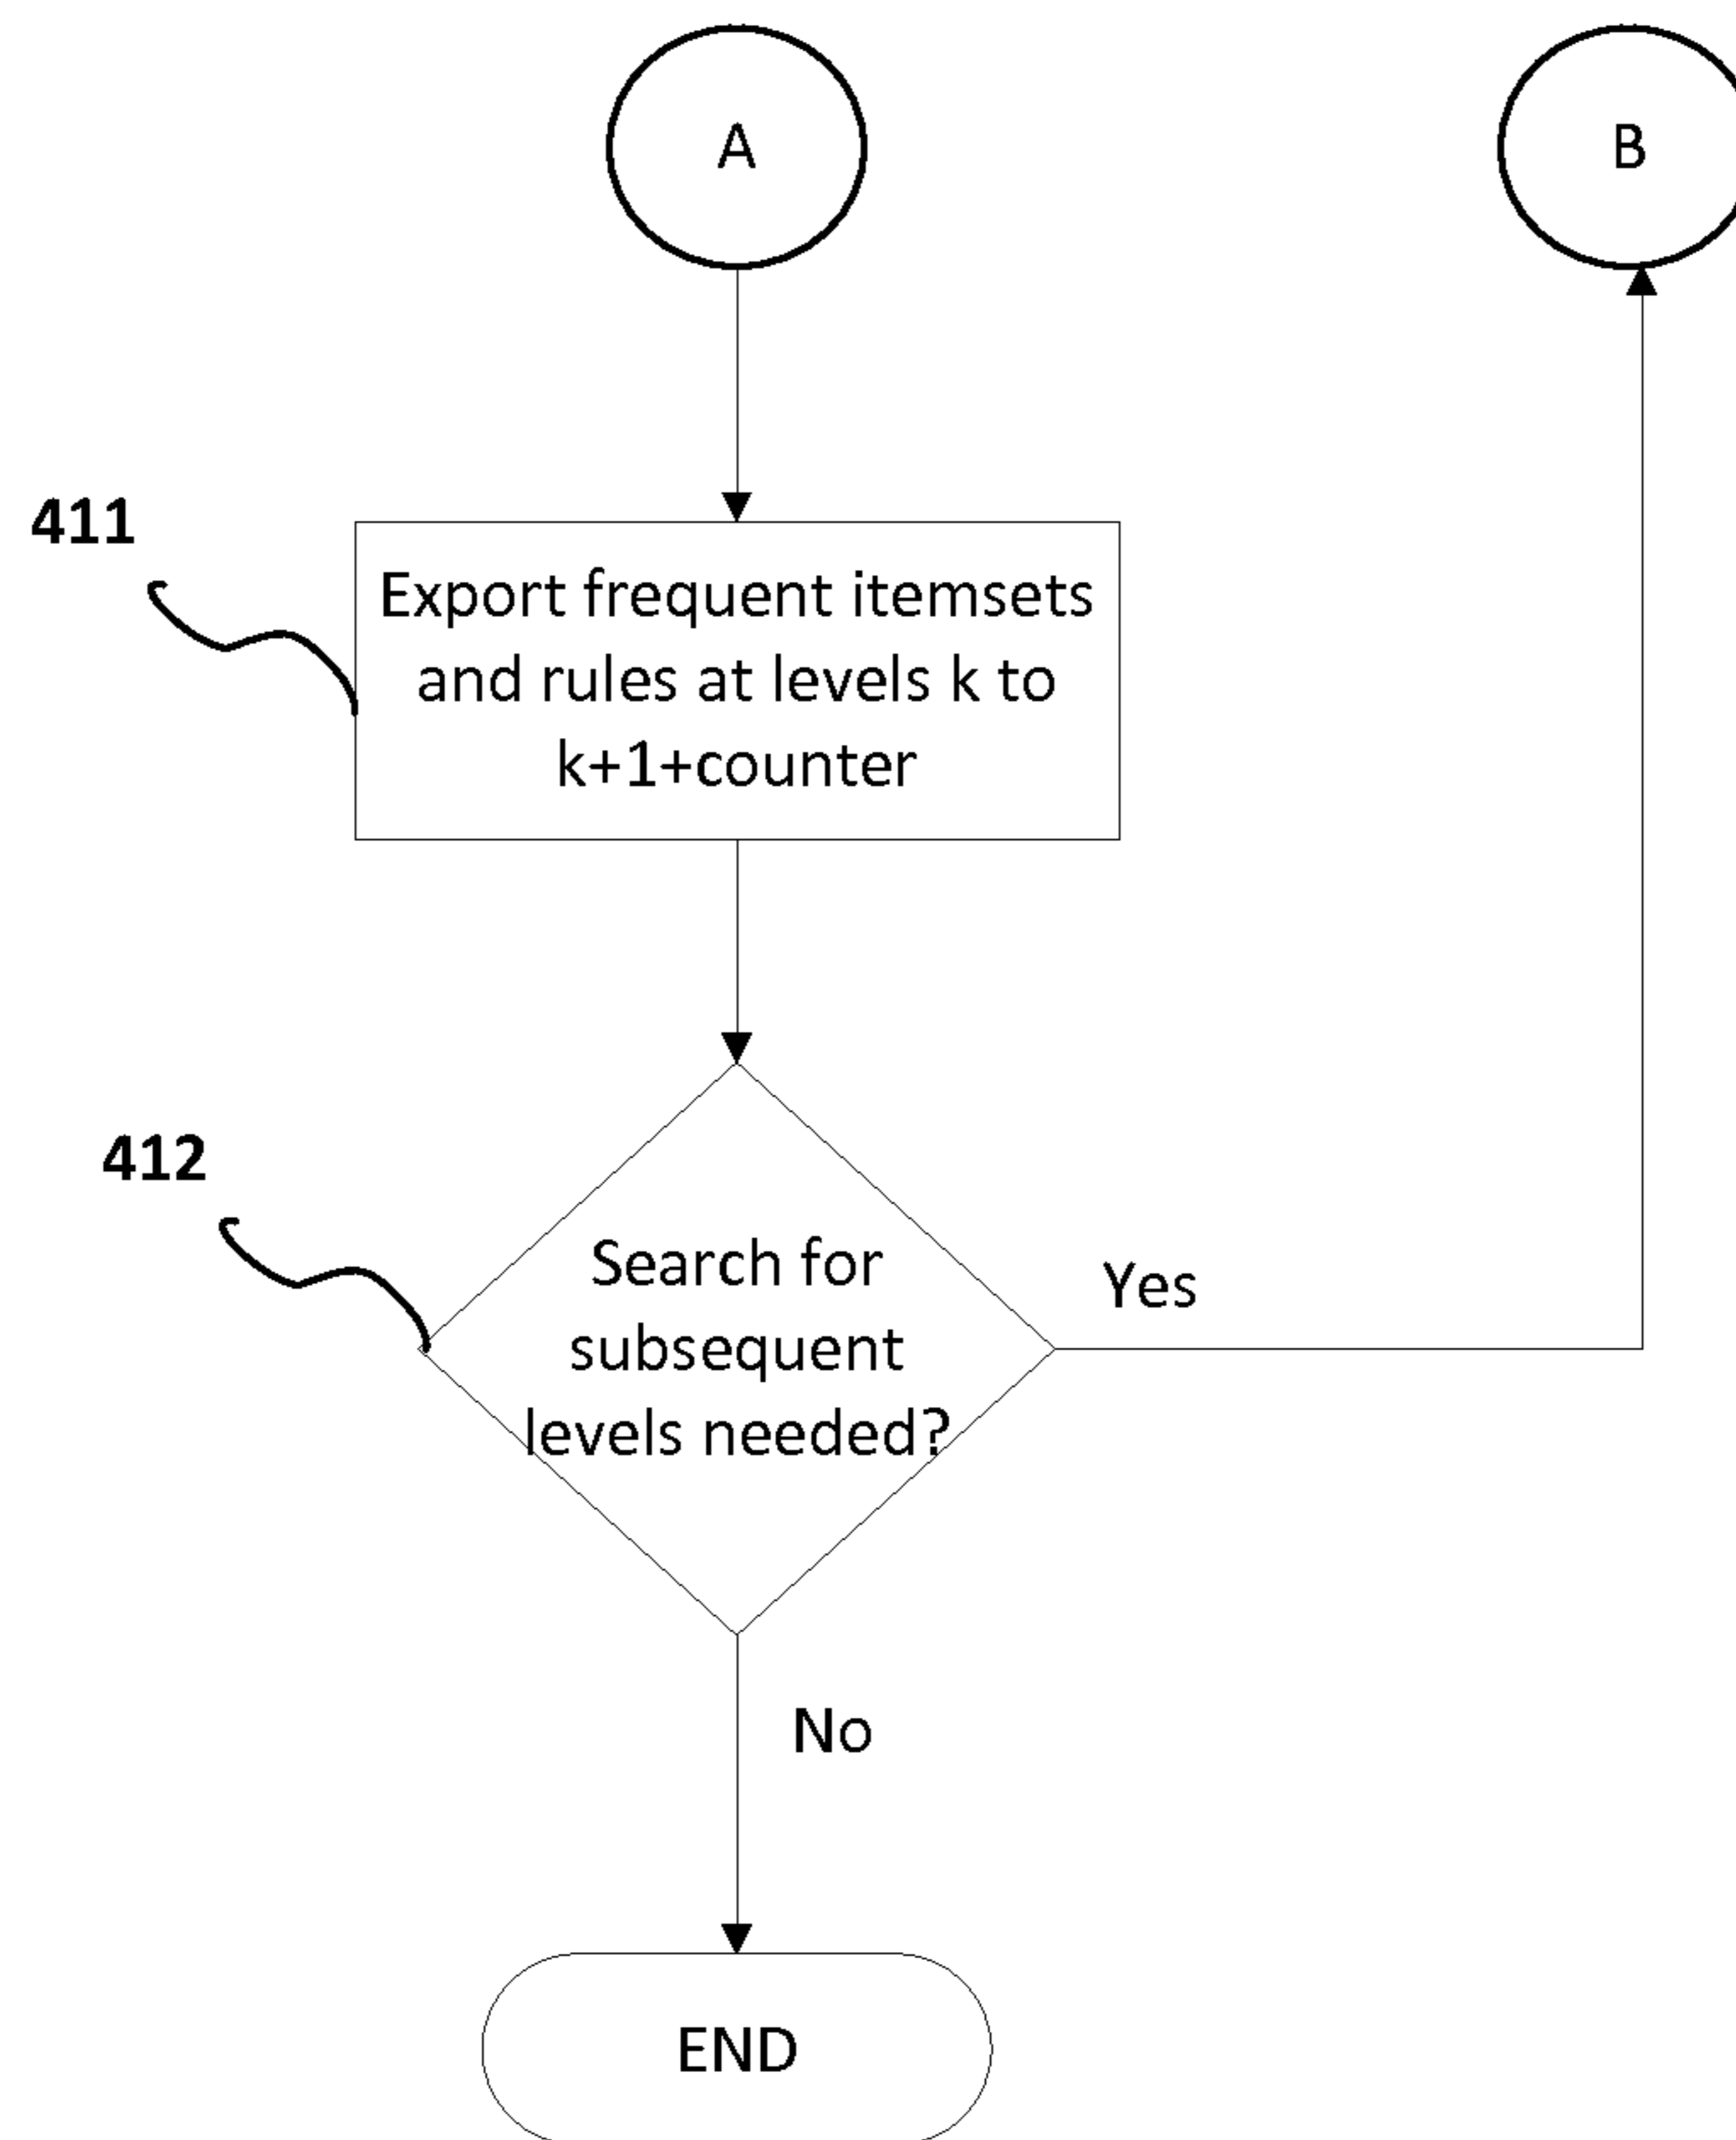 A
B
411
Export frequent itemsets
and rules at levels k to
k+1+counter
412
Search for
subsequent
levels needed?
Yes
No
END